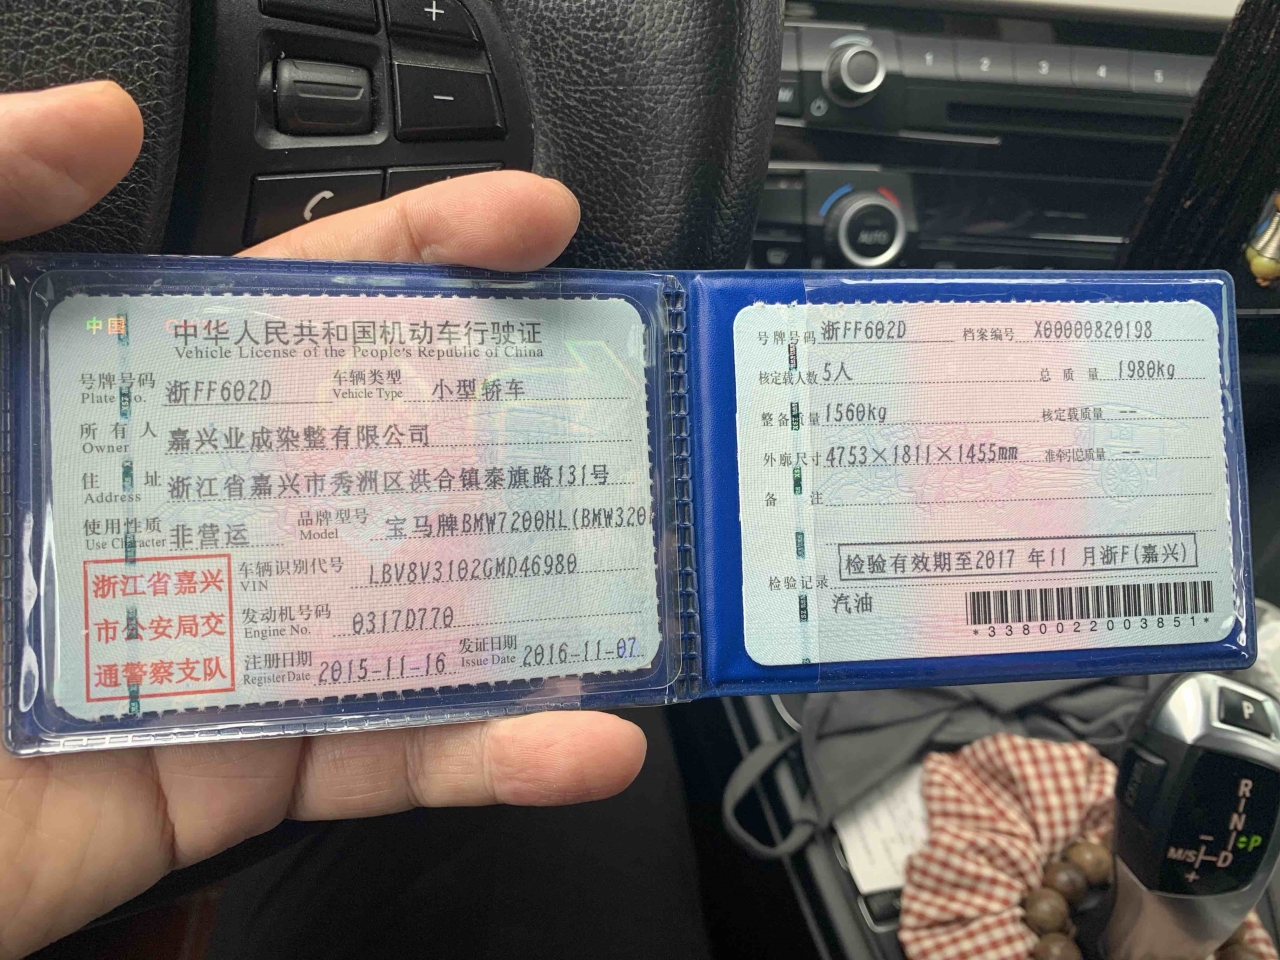 中国
中华人民共和国机动车行驶证
Vehicle License of the People's Republic of China
号牌号码 浙FF602D 车辆类型 小型轿车
Plate No. Vehicle Type
所有人 嘉兴业成染整有限公司
Owner
住址 浙江省嘉兴市秀洲区洪合镇泰旗路131号
Address
使用性质 非营运 品牌型号 宝马牌BMW7200HL(BMW320
Use Character Model
浙江省嘉兴
市公安局交
通警察支队
车辆识别代号 LBV8V3102GMD46980
VIN
发动机号码 0317D770
Engine No.
注册日期 2015-11-16 发证日期 2016-11-07
Register Date Issue Date
号牌号码 浙FF602D 档案编号 X00000820198
核定载人数 5人 总质量 1980kg
整备质量 1560kg 核定载质量 --
外廓尺寸 4753×1811×1455mm 准牵引总质量 --
备注
检验有效期至2017 年11 月浙F(嘉兴)
检验记录
汽油
*3380022003851*
+
−
1 2 3 4 5
AUTO
P
R
N
D
M/S
−
+
P